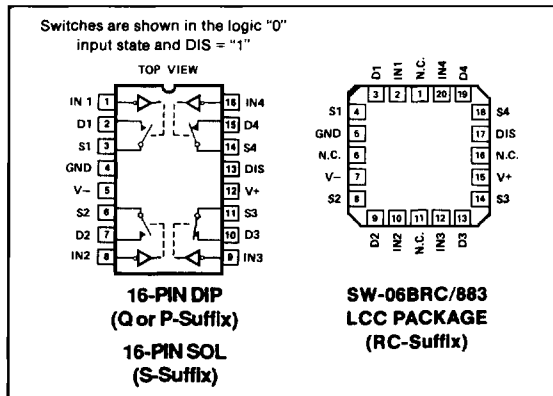 Switches are shown in the logic "0"
input state and DIS = "1"
TOP VIEW
IN 1 1 16 IN4
D1 2 15 D4
S1 3 14 S4
GND 4 13 DIS
V− 5 12 V+
S2 6 11 S3
D2 7 10 D3
IN2 8 9 IN3
16-PIN DIP
(Q or P-Suffix)
16-PIN SOL
(S-Suffix)
D1 IN1 N.C. IN4 D4
3 2 1 20 19
S1 4 18 S4
GND 5 17 DIS
N.C. 6 16 N.C.
V− 7 15 V+
S2 8 14 S3
9 10 11 12 13
D2 IN2 N.C. IN3 D3
SW-06BRC/883
LCC PACKAGE
(RC-Suffix)